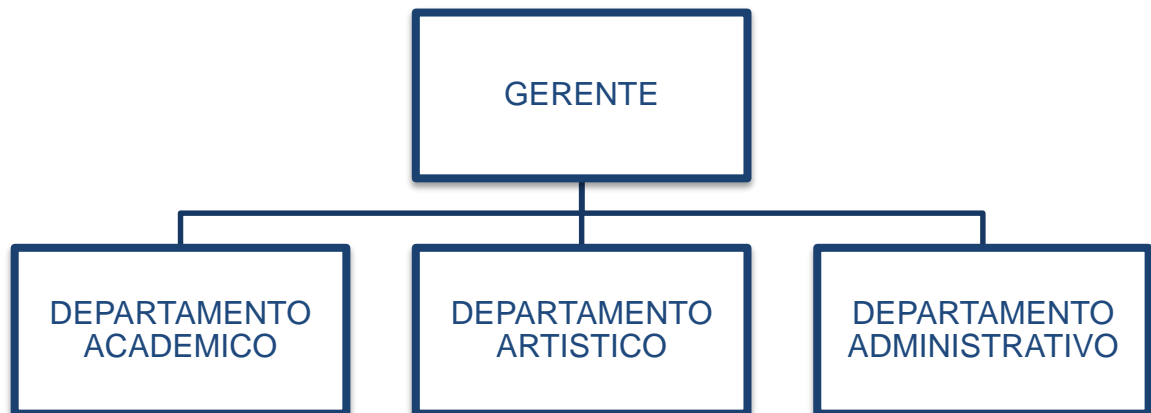 GERENTE
DEPARTAMENTO
ACADEMICO
DEPARTAMENTO
ARTISTICO
DEPARTAMENTO
ADMINISTRATIVO